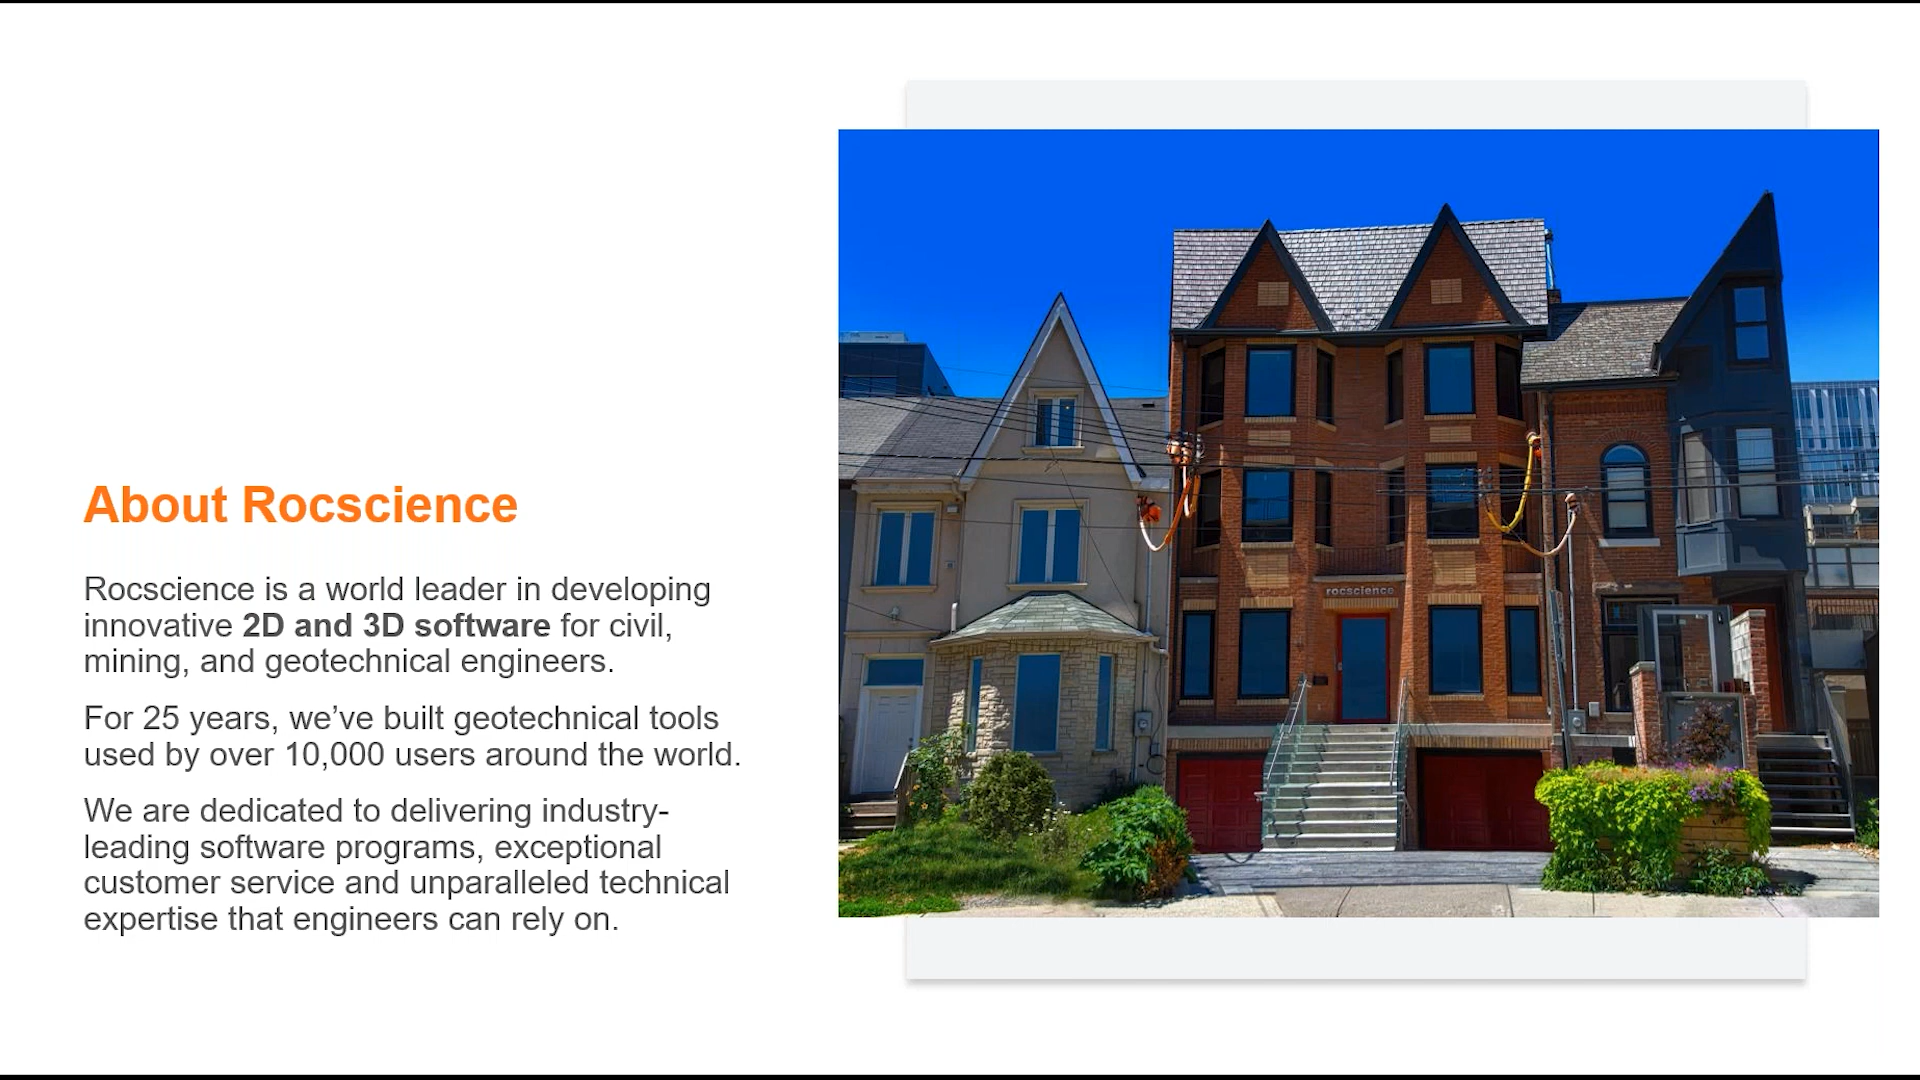 About Rocscience
Rocscience is a world leader in developing
innovative 2D and 3D software for civil,
mining, and geotechnical engineers.
For 25 years, we’ve built geotechnical tools
used by over 10,000 users around the world.
We are dedicated to delivering industry-
leading software programs, exceptional
customer service and unparalleled technical
expertise that engineers can rely on.
rocscience